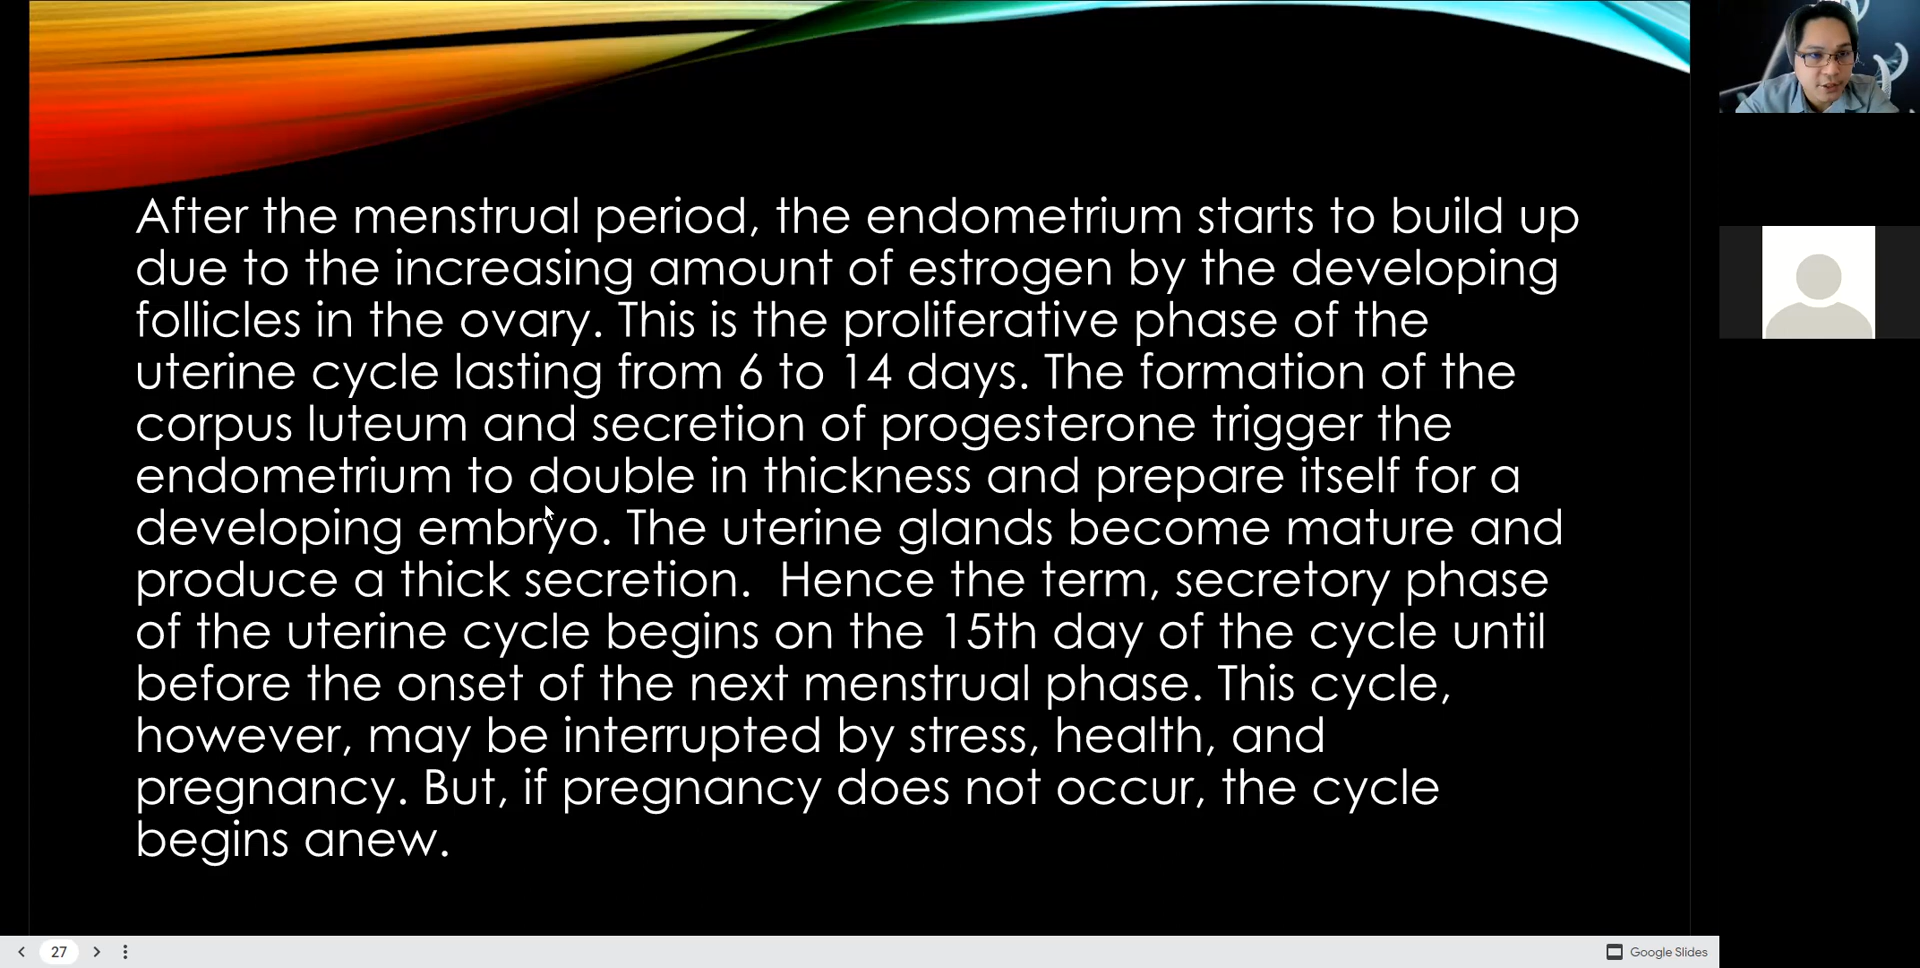 After the menstrual period, the endometrium starts to build up
due to the increasing amount of estrogen by the developing
follicles in the ovary. This is the proliferative phase of the
uterine cycle lasting from 6 to 14 days. The formation of the
corpus luteum and secretion of progesterone trigger the
endometrium to double in thickness and prepare itself for a
developing embryo. The uterine glands become mature and
produce a thick secretion.  Hence the term, secretory phase
of the uterine cycle begins on the 15th day of the cycle until
before the onset of the next menstrual phase. This cycle,
however, may be interrupted by stress, health, and
pregnancy. But, if pregnancy does not occur, the cycle
begins anew.
27
Google Slides